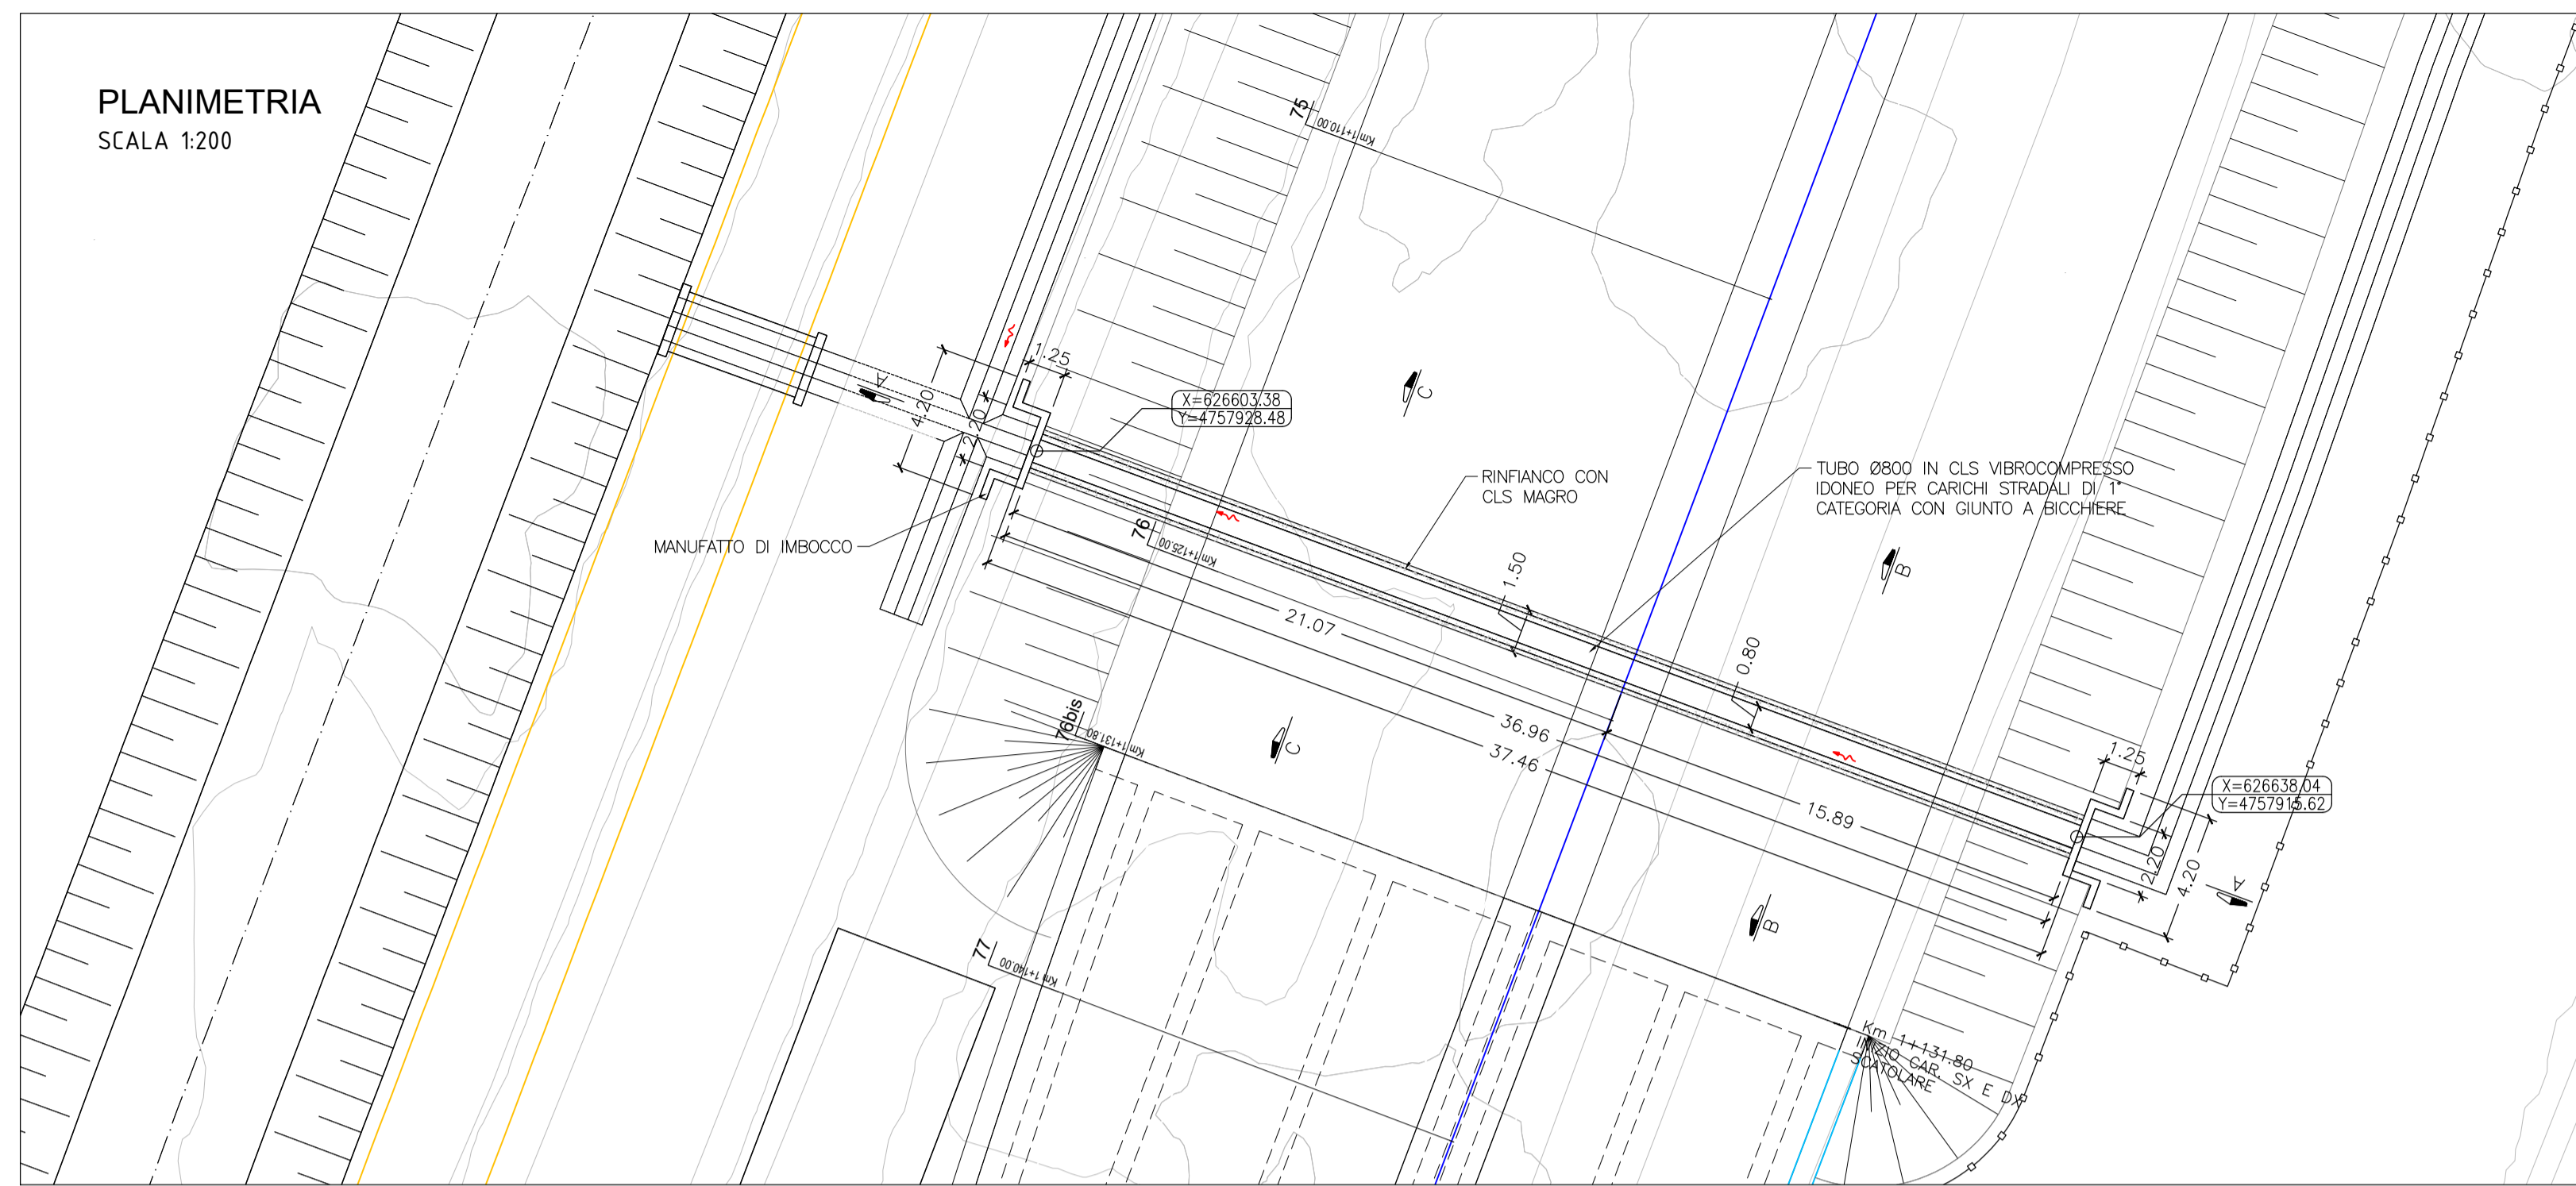 PLANIMETRIA
SCALA 1:200
75
Km 1+110.00
A
1.25
4.20
2.20
X=626603.38
Y=4757928.48
C
RINFIANCO CON
CLS MAGRO
TUBO Ø800 IN CLS VIBROCOMPRESSO
IDONEO PER CARICHI STRADALI DI 1°
CATEGORIA CON GIUNTO A BICCHIERE
MANUFATTO DI IMBOCCO
76
Km 1+125.00
1.50
B
21.07
0.80
76bis
Km 1+131.80
C
36.96
37.46
15.89
1.25
X=626638.04
Y=4757915.62
2.20
4.20
A
B
77
Km 1+140.00
Km 1+131.80
INIZIO CAR. SX E DX
SCATOLARE